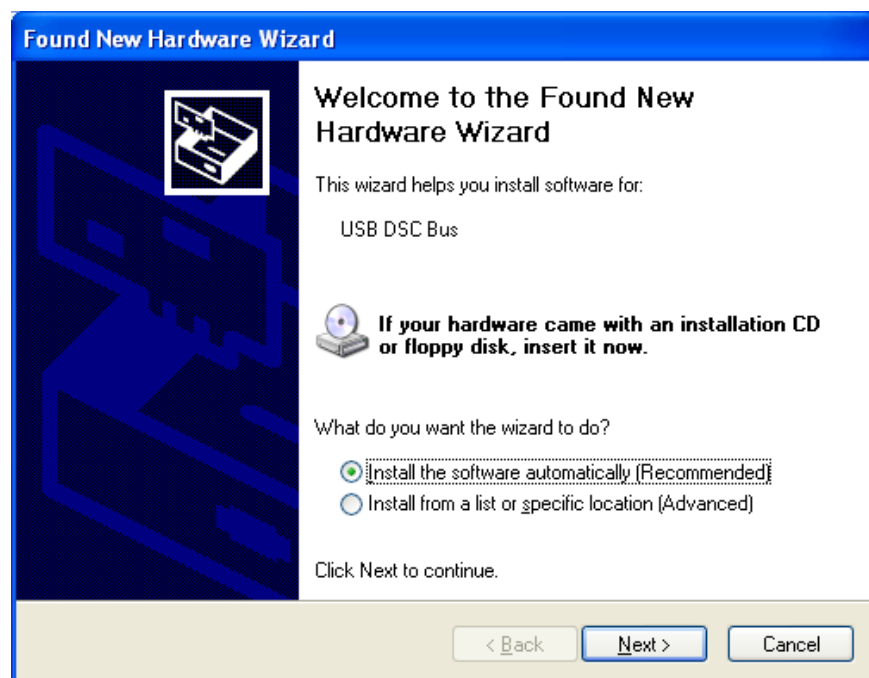 Found New Hardware Wizard
Welcome to the Found New
Hardware Wizard
This wizard helps you install software for:
USB DSC Bus
If your hardware came with an installation CD
or floppy disk, insert it now.
What do you want the wizard to do?
Install the software automatically (Recommended)
Install from a list or specific location (Advanced)
Click Next to continue.
< Back Next > Cancel